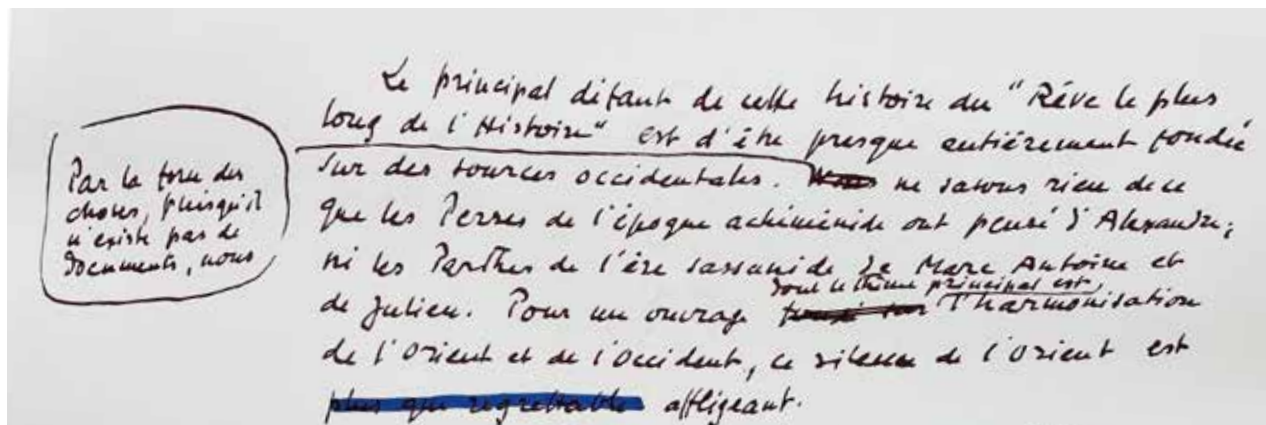 Le principal défaut de cette histoire du "Rêve le plus
long de l'Histoire" est d'être presque entièrement fondée
sur des sources occidentales. Nous ne savons rien de ce
que les Perses de l'époque achéménide ont pensé d'Alexandre;
ni les Parthes de l'ère sassanide de Marc Antoine et
dont le thème principal est,
de Julien. Pour un ouvrage fondé sur l'harmonisation
de l'Orient et de l'Occident, ce silence de l'Orient est
plus que regrettable affligeant.
Par la force des
choses, puisqu'il
n'existe pas de
documents, nous